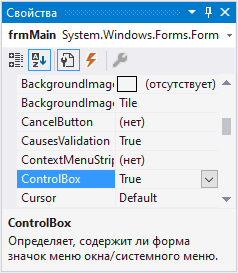 Свойства
frmMain System.Windows.Forms.Form
BackgroundImage (отсутствует)
BackgroundImage Tile
CancelButton (нет)
CausesValidation True
ContextMenuStrip (нет)
ControlBox True
Cursor Default
ControlBox
Определяет, содержит ли форма
значок меню окна/системного меню.